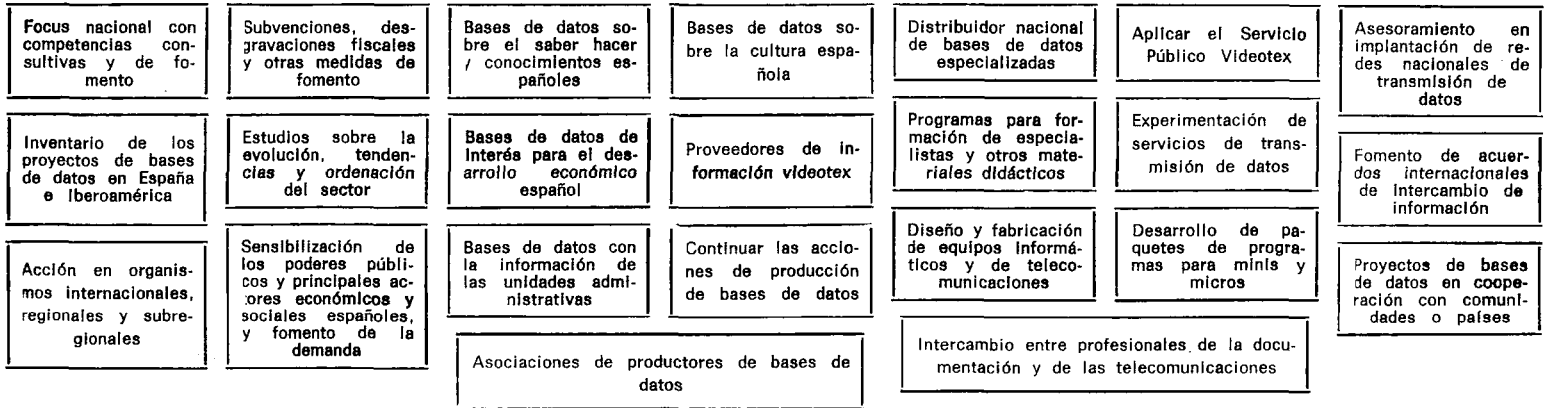 Focus nacional con
competencias con-
sultivas y de fo-
mento
Inventario de los
proyectos de bases
de datos en España
e Iberoamérica
Acción en organis-
mos internacionales,
regionales y subre-
gionales
Subvenciones, des-
gravaciones fiscales
y otras medidas de
fomento
Estudios sobre la
evolución, tenden-
cias y ordenación
del sector
Sensibilización de
los poderes públi-
cos y principales ac-
tores económicos y
sociales españoles,
y fomento de la
demanda
Bases de datos so-
bre el saber hacer
y conocimientos es-
pañoles
Bases de datos de
interés para el des-
arrollo económico
español
Bases de datos con
la información de
las unidades admi-
nistrativas
Bases de datos so-
bre la cultura espa-
ñola
Proveedores de in-
formación videotex
Continuar las accio-
nes de producción
de bases de datos
Asociaciones de productores de bases de
datos
Distribuidor nacional
de bases de datos
especializadas
Programas para for-
mación de especia-
listas y otros mate-
riales didácticos
Diseño y fabricación
de equipos informá-
ticos y de teleco-
municaciones
Aplicar el Servicio
Público Videotex
Experimentación de
servicios de trans-
misión de datos
Desarrollo de pa-
quetes de progra-
mas para minis y
micros
Intercambio entre profesionales de la docu-
mentación y de las telecomunicaciones
Asesoramiento en
implantación de re-
des nacionales de
transmisión de
datos
Fomento de acuer-
dos internacionales
de intercambio de
información
Proyectos de bases
de datos en coope-
ración con comuni-
dades o países